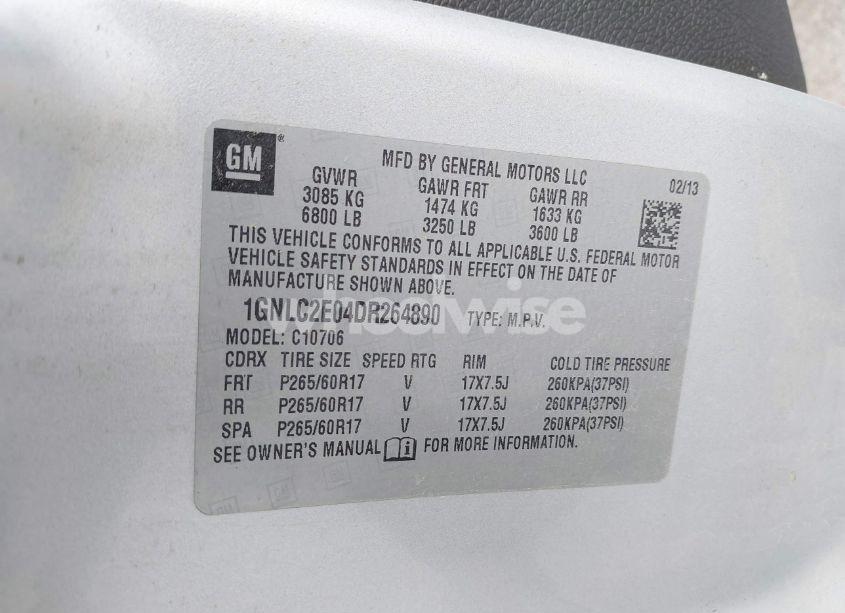 GM ®
MFD BY GENERAL MOTORS LLC
02/13
GVWR GAWR FRT GAWR RR
3085 KG 1474 KG 1633 KG
6800 LB 3250 LB 3600 LB
THIS VEHICLE CONFORMS TO ALL APPLICABLE U.S. FEDERAL MOTOR
VEHICLE SAFETY STANDARDS IN EFFECT ON THE DATE OF
MANUFACTURE SHOWN ABOVE.
1GNLC2E04DR264890 TYPE: M.P.V.
wheelwise
MODEL: C10706
CDRX TIRE SIZE SPEED RTG RIM COLD TIRE PRESSURE
FRT P265/60R17 V 17X7.5J 260KPA(37PSI)
RR P265/60R17 V 17X7.5J 260KPA(37PSI)
SPA P265/60R17 V 17X7.5J 260KPA(37PSI)
SEE OWNER'S MANUAL i FOR MORE INFORMATION.